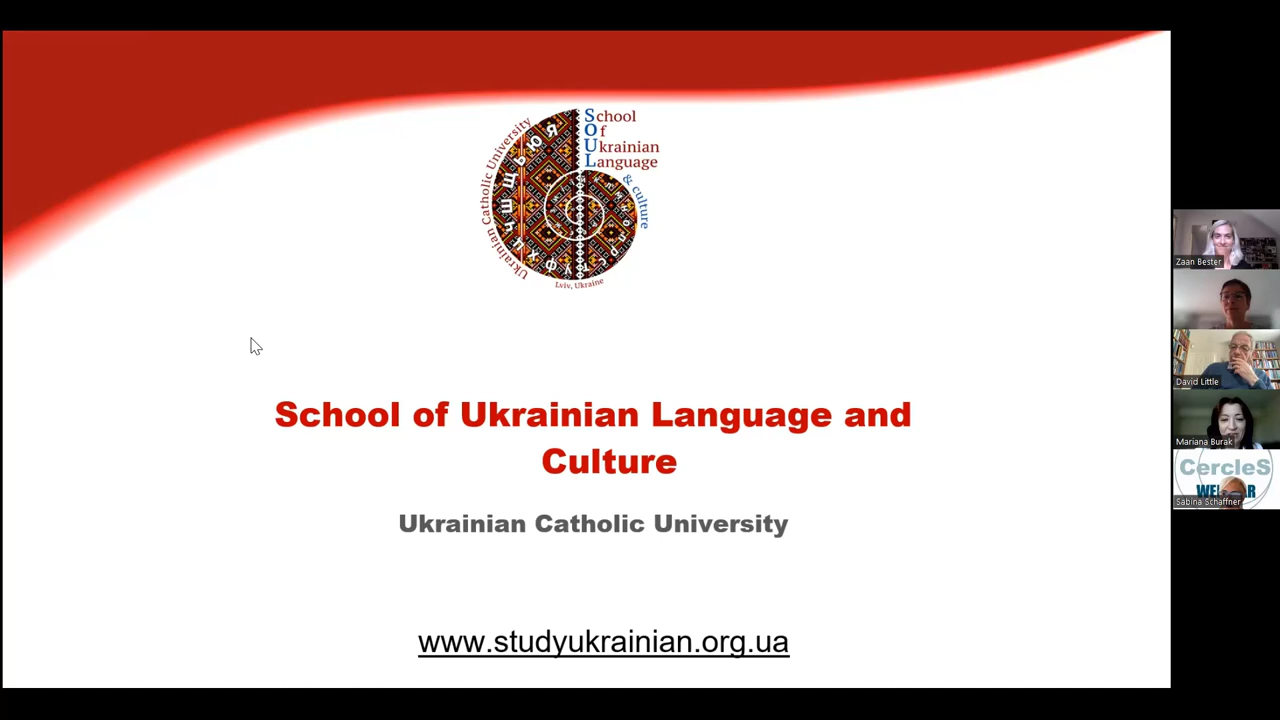 School
of
Ukrainian
Language
& culture
Ukrainian Catholic University
Lviv, Ukraine
School of Ukrainian Language and
Culture
Ukrainian Catholic University
www.studyukrainian.org.ua
Zaan Bester
David Little
Mariana Burak
CercleS
Sabina Schaffner